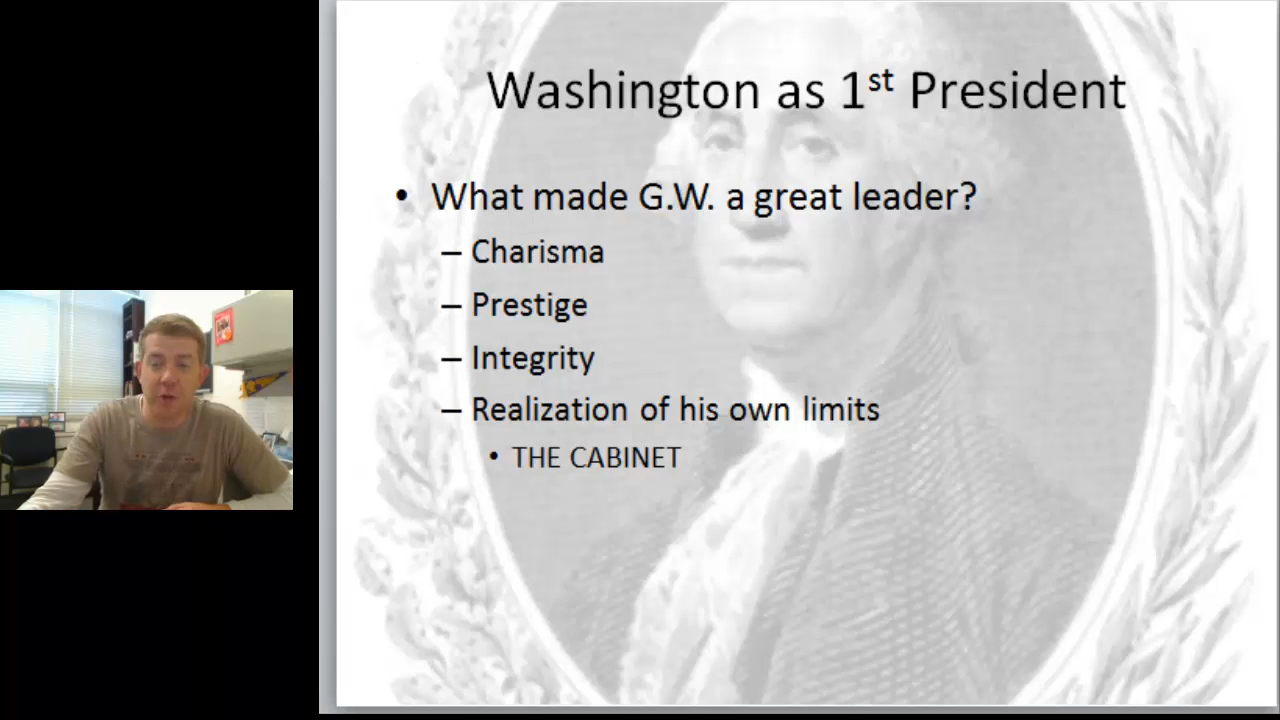 Washington as 1st President
• What made G.W. a great leader?
– Charisma
– Prestige
– Integrity
– Realization of his own limits
• THE CABINET